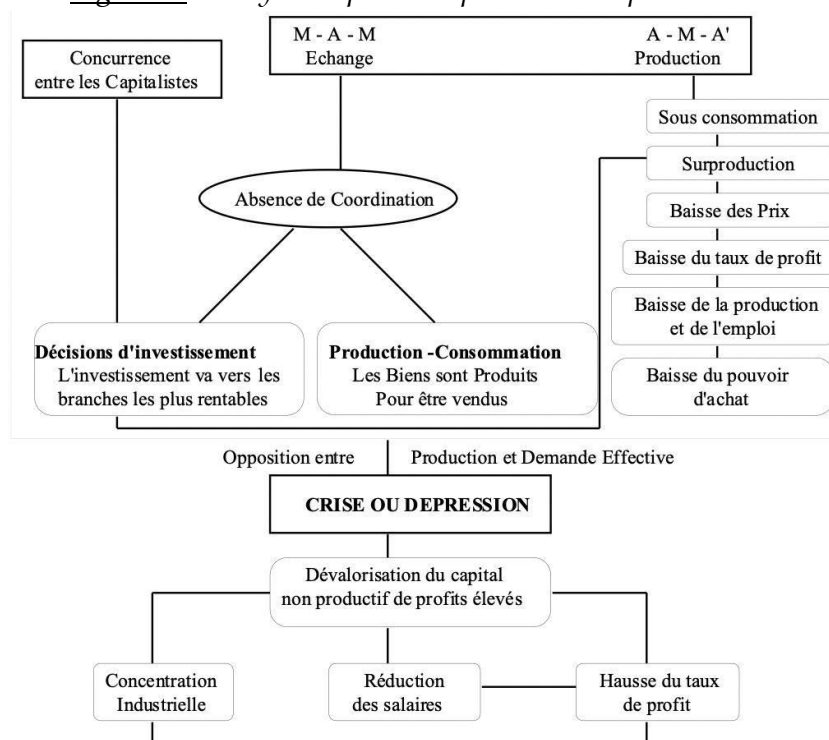 M - A - M A - M - A'
Echange Production
Concurrence
entre les Capitalistes
Sous consommation
Surproduction
Absence de Coordination
Baisse des Prix
Baisse du taux de profit
Baisse de la production
et de l'emploi
Décisions d'investissement
L'investissement va vers les
branches les plus rentables
Production -Consommation
Les Biens sont Produits
Pour être vendus
Baisse du pouvoir
d'achat
Opposition entre Production et Demande Effective
CRISE OU DEPRESSION
Dévalorisation du capital
non productif de profits élevés
Concentration
Industrielle
Réduction
des salaires
Hausse du taux
de profit